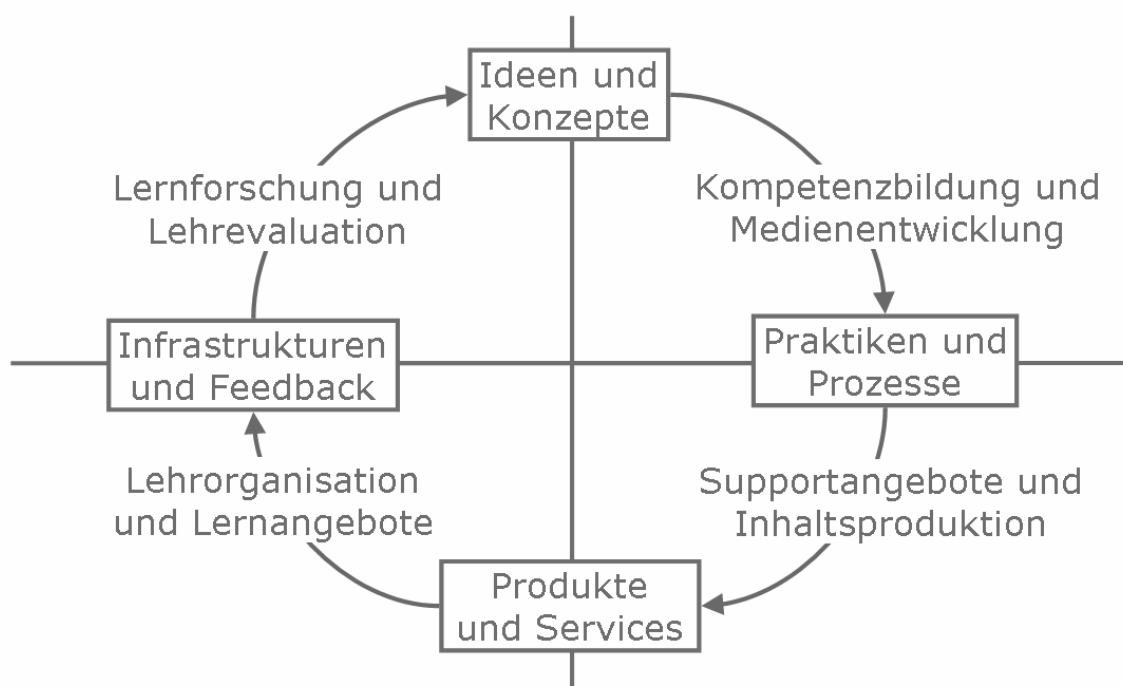 Ideen und
Konzepte
Lernforschung und
Lehrevaluation
Kompetenzbildung und
Medienentwicklung
Infrastrukturen
und Feedback
Praktiken und
Prozesse
Lehrorganisation
und Lernangebote
Supportangebote und
Inhaltsproduktion
Produkte
und Services